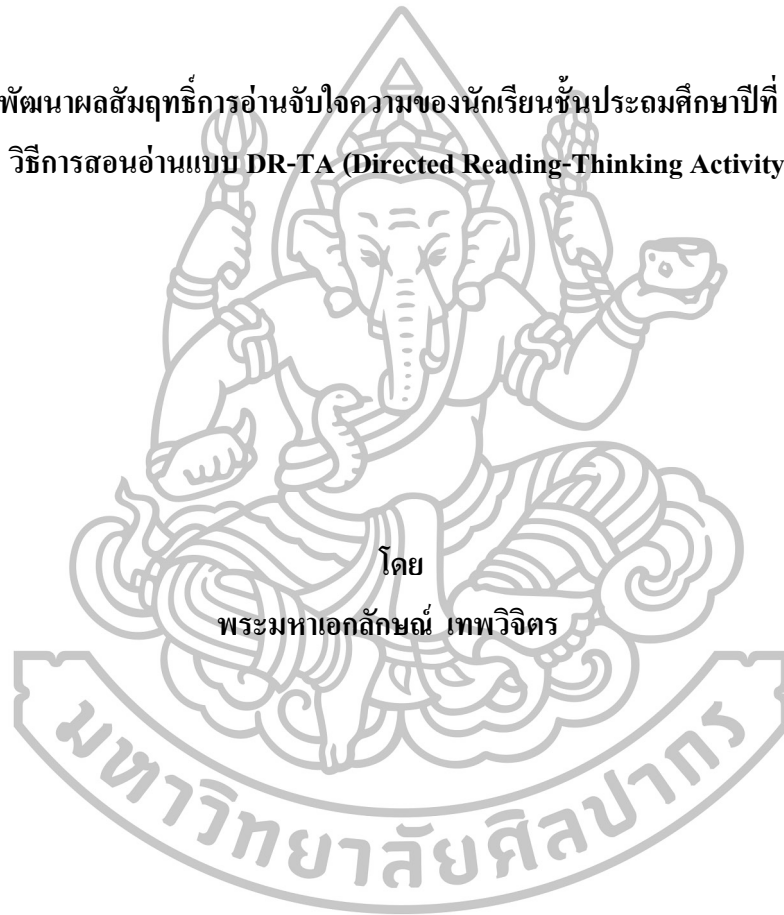 พัฒนาผลสัมฤทธิ์การอ่านจับใจความของนักเรียนชั้นประถมศึกษาปีที่
วิธีการสอนอ่านแบบ DR-TA (Directed Reading-Thinking Activity
โดย
พระมหาเอกลักษณ์ เทพวิจิตร
มหาวิทยาลัยศิลปากร